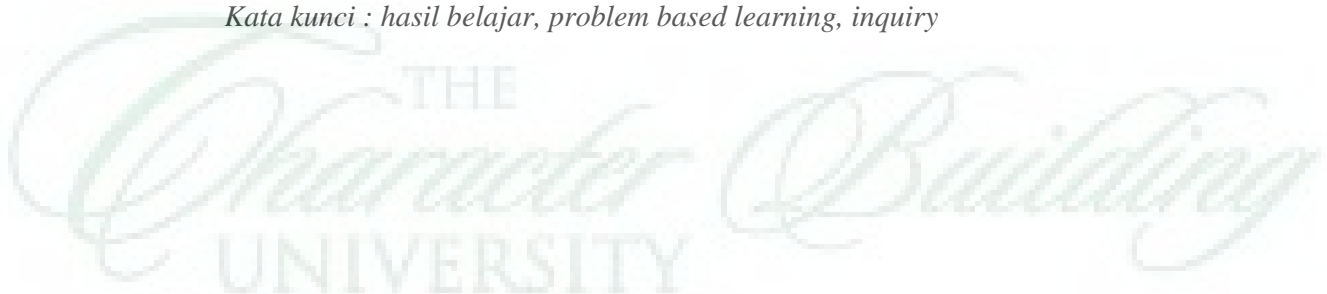 Kata kunci : hasil belajar, problem based learning, inquiry
THE
Character Building
UNIVERSITY